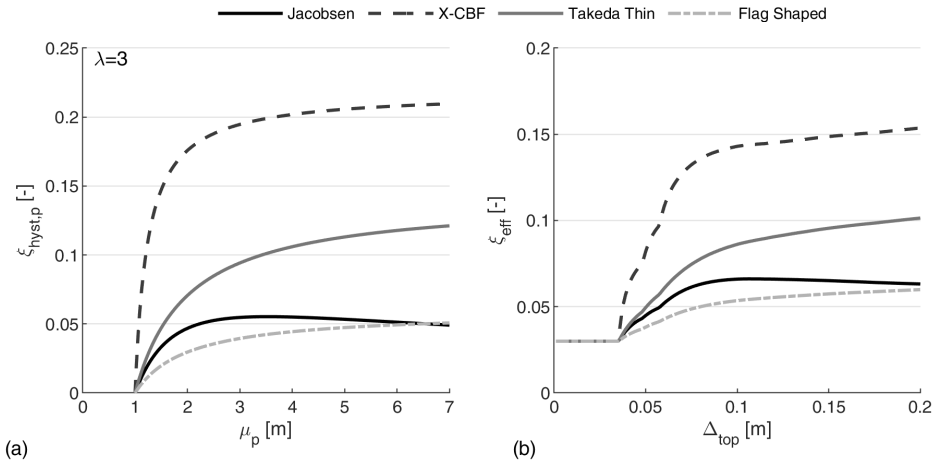 Jacobsen X-CBF Takeda Thin Flag Shaped
λ=3
0.25
0.2
0.15
0.1
0.05
0
ξhyst,p [-]
0 1 2 3 4 5 6 7
μp [m]
(a)
0.2
0.15
0.1
0.05
0
ξeff [-]
0 0.05 0.1 0.15 0.2
Δtop [m]
(b)